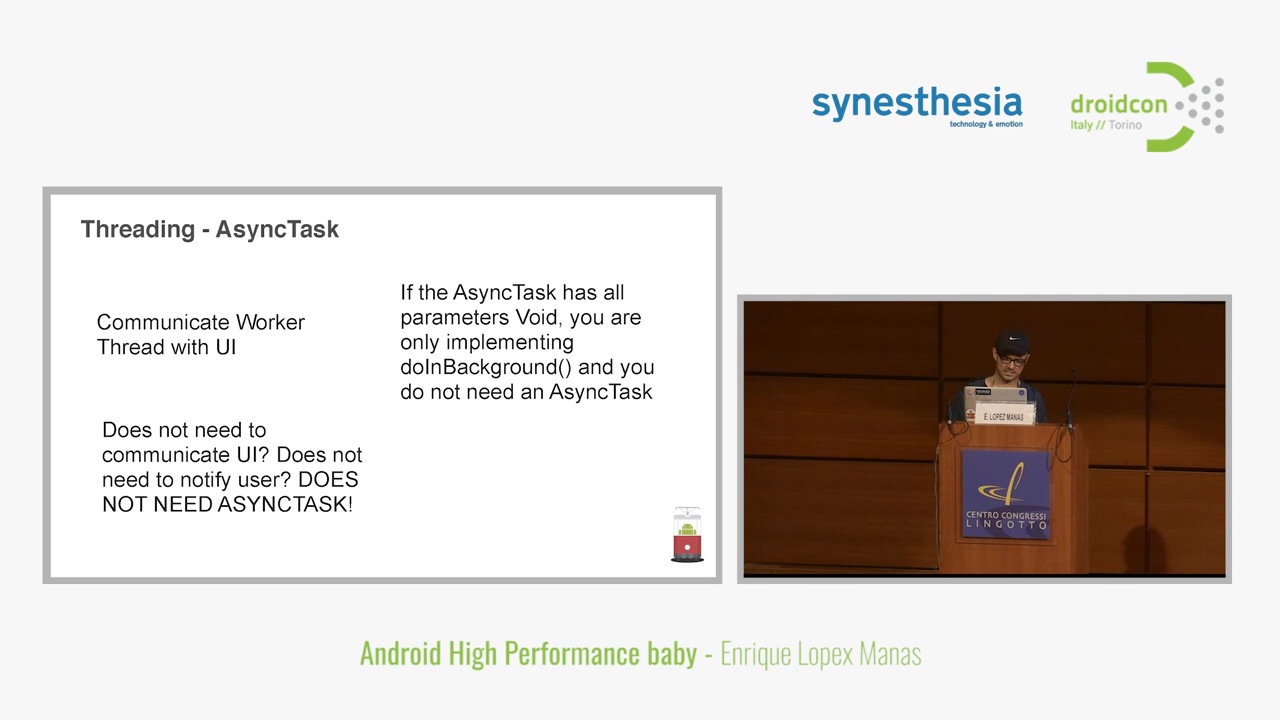 synesthesia
technology & emotion
droidcon
Italy // Torino
Threading - AsyncTask
Communicate Worker
Thread with UI
Does not need to
communicate UI? Does not
need to notify user? DOES
NOT NEED ASYNCTASK!
If the AsyncTask has all
parameters Void, you are
only implementing
doInBackground() and you
do not need an AsyncTask
E. LOPEZ MANAS
CENTRO CONGRESSI
LINGOTTO
Android High Performance baby - Enrique Lopex Manas